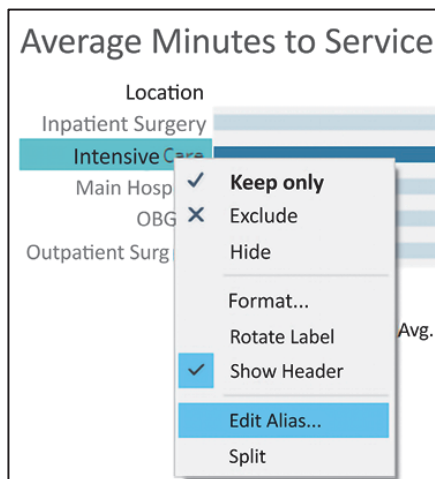 Average Minutes to Service
Location
Inpatient Surgery
Intensive Care
Main Hosp
OBG
Outpatient Surg
Keep only
Exclude
Hide
Format...
Rotate Label
Avg.
Show Header
Edit Alias...
Split